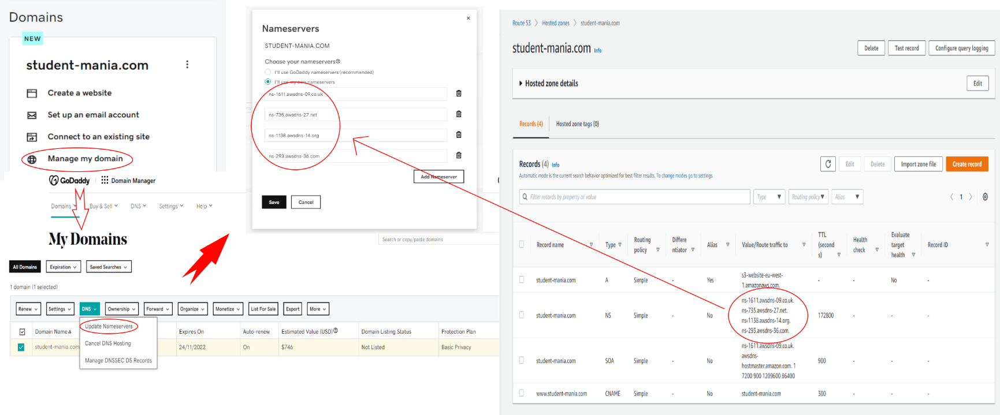 Domains
NEW
student-mania.com
Create a website
Set up an email account
Connect to an existing site
Manage my domain
GoDaddy
Domain Manager
Domains
Buy & Sell
DNS
Settings
Help
My Domains
Search or copy/paste domains
All Domains
Expiration
Saved Searches
1 domain (1 selected)
Renew
Settings
DNS
Ownership
Forward
Organize
Monetize
List For Sale
Export
More
Update Nameservers
Cancel DNS Hosting
Manage DNSSEC DS Records
Domain Name
Expires On
Auto-renew
Estimated Value (USD)
Domain Listing Status
Protection Plan
student-mania.com
24/11/2022
On
$746
Not Listed
Basic Privacy
×
Nameservers
STUDENT-MANIA.COM
Choose your nameservers
I'll use GoDaddy nameservers (recommended)
I'll use my own nameservers
ns-1611.awsdns-09.co.uk
ns-735.awsdns-27.net
ns-1138.awsdns-14.org
ns-293.awsdns-36.com
Add Nameserver
Save
Cancel
Route 53
Hosted zones
student-mania.com
student-mania.com Info
Delete
Test record
Configure query logging
Hosted zone details
Edit
Records (4)
Hosted zone tags (0)
Records (4) Info
Automatic mode is the current search behavior optimized for best filter results. To change modes go to settings.
Edit
Delete
Import zone file
Create record
Filter records by property or value
Type
Routing policy
Alias
1
Record name
Type
Routing
policy
Differe
ntiator
Alias
Value/Route traffic to
TTL
(second
s)
Health
check
Evaluate
target
health
Record ID
student-mania.com
A
Simple
-
Yes
s3-website-eu-west-
1.amazonaws.com.
-
-
No
-
student-mania.com
NS
Simple
-
No
ns-1611.awsdns-09.co.uk.
ns-735.awsdns-27.net.
ns-1138.awsdns-14.org.
ns-293.awsdns-36.com.
172800
-
-
-
student-mania.com
SOA
Simple
-
No
ns-1611.awsdns-09.co.uk.
awsdns-
hostmaster.amazon.com. 1
7200 900 1209600 86400
900
-
-
-
www.student-mania.com
CNAME
Simple
-
No
student-mania.com
300
-
-
-